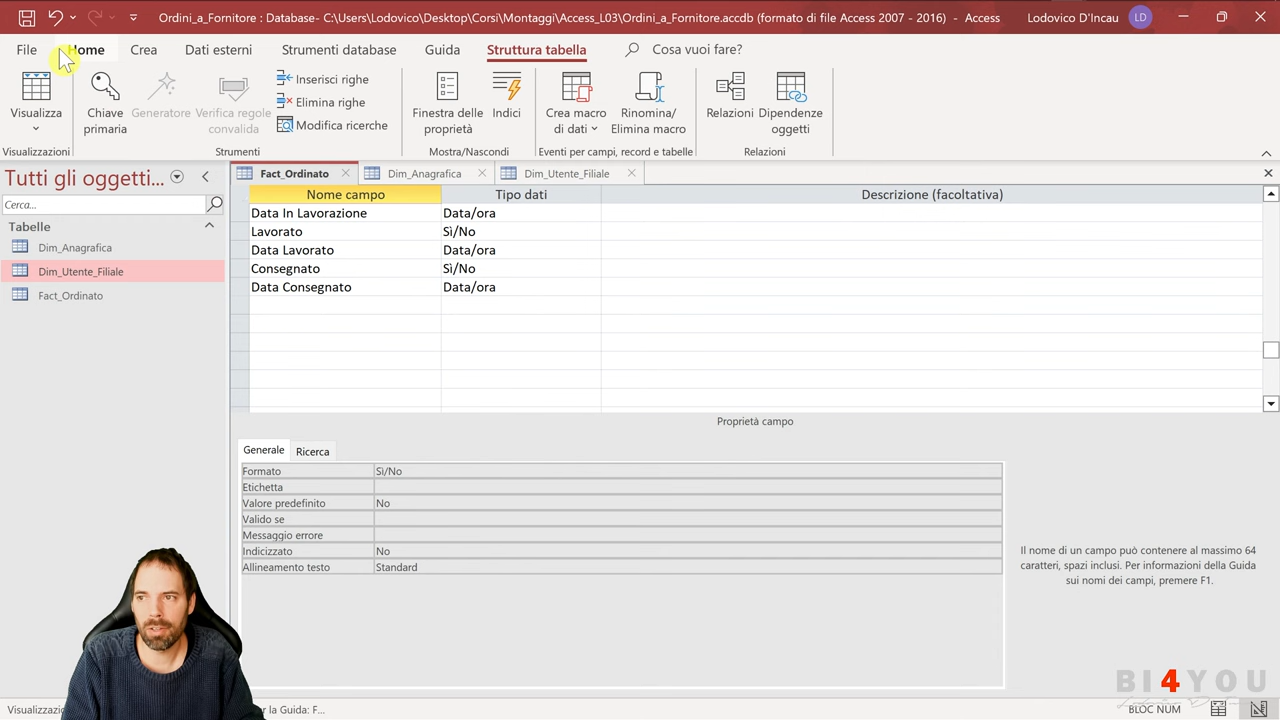 Ordini_a_Fornitore : Database- C:\Users\Lodovico\Desktop\Corsi\Montaggi\Access_L03\Ordini_a_Fornitore.accdb (formato di file Access 2007 - 2016) - Access
Lodovico D'Incau
LD
File
Home
Crea
Dati esterni
Strumenti database
Guida
Struttura tabella
Cosa vuoi fare?
Visualizza
Chiave
primaria
Generatore
Verifica regole
convalida
Inserisci righe
Elimina righe
Modifica ricerche
Finestra delle
proprietà
Indici
Crea macro
di dati
Rinomina/
Elimina macro
Relazioni
Dipendenze
oggetti
Visualizzazioni
Strumenti
Mostra/Nascondi
Eventi per campi, record e tabelle
Relazioni
Tutti gli oggetti...
Cerca...
Tabelle
Dim_Anagrafica
Dim_Utente_Filiale
Fact_Ordinato
Fact_Ordinato
Dim_Anagrafica
Dim_Utente_Filiale
Nome campo
Tipo dati
Descrizione (facoltativa)
Data In Lavorazione
Data/ora
Lavorato
Sì/No
Data Lavorato
Data/ora
Consegnato
Sì/No
Data Consegnato
Data/ora
Proprietà campo
Generale
Ricerca
Formato
Sì/No
Etichetta
Valore predefinito
No
Valido se
Messaggio errore
Indicizzato
No
Allineamento testo
Standard
Il nome di un campo può contenere al massimo 64
caratteri, spazi inclusi. Per informazioni della Guida
sui nomi dei campi, premere F1.
BI4YOU
Visualizzazi
per la Guida: F...
BLOC NUM